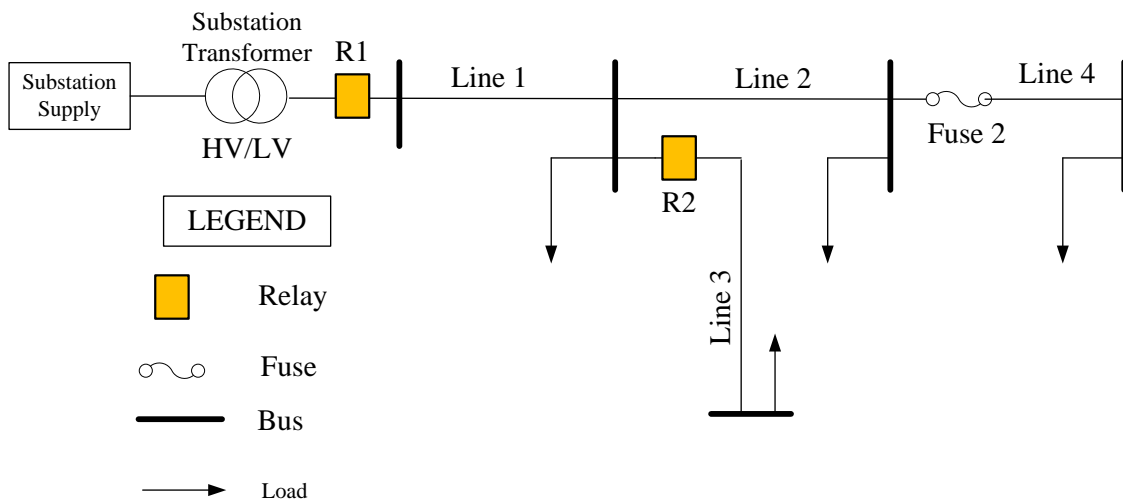 Substation
Transformer
R1
Substation
Supply
HV/LV
Line 1
Line 2
Line 4
Fuse 2
R2
Line 3
LEGEND
Relay
Fuse
Bus
Load